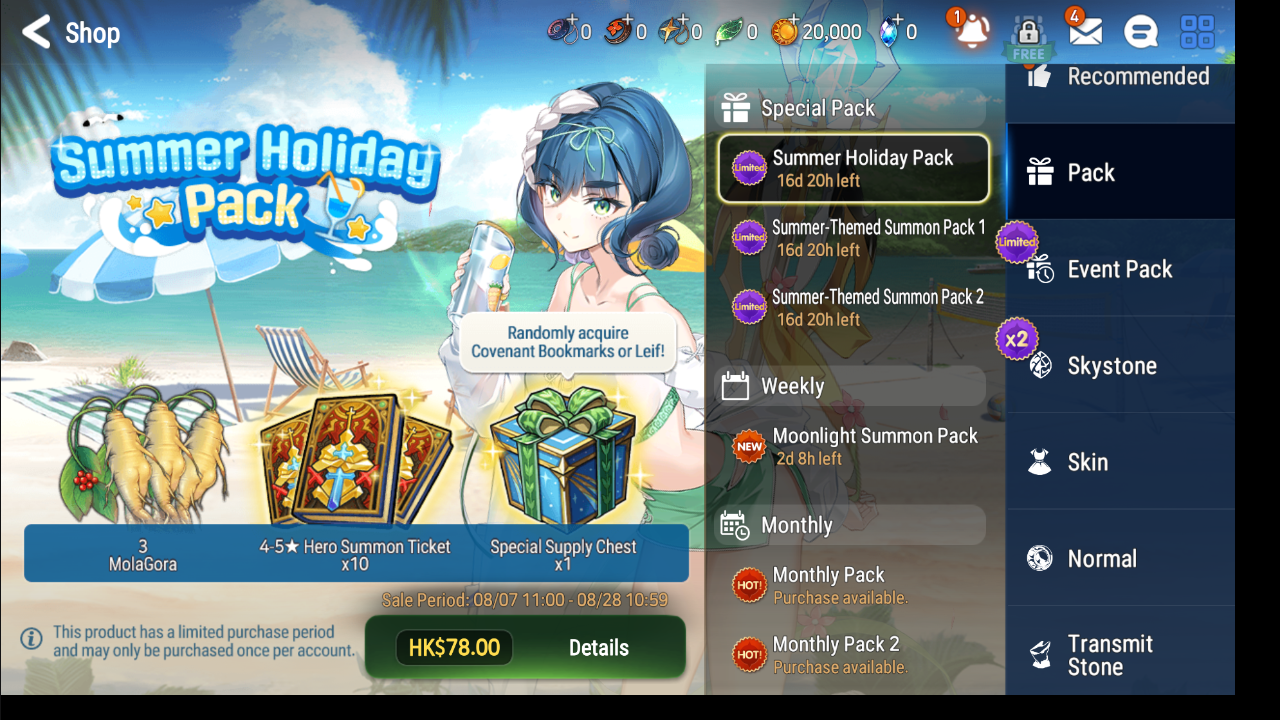 Shop
0
0
0
0
20,000
0
1
FREE
4
Summer Holiday
Pack
Randomly acquire
Covenant Bookmarks or Leif!
3
MolaGora
4-5★ Hero Summon Ticket
x10
Special Supply Chest
x1
Sale Period: 08/07 11:00 - 08/28 10:59
This product has a limited purchase period
and may only be purchased once per account.
HK$78.00
Details
Special Pack
Limited
Summer Holiday Pack
16d 20h left
Limited
Summer-Themed Summon Pack 1
16d 20h left
Limited
Summer-Themed Summon Pack 2
16d 20h left
Weekly
NEW
Moonlight Summon Pack
2d 8h left
Monthly
HOT!
Monthly Pack
Purchase available.
HOT!
Monthly Pack 2
Purchase available.
Recommended
Pack
Limited
Event Pack
x2
Skystone
Skin
Normal
Transmit
Stone